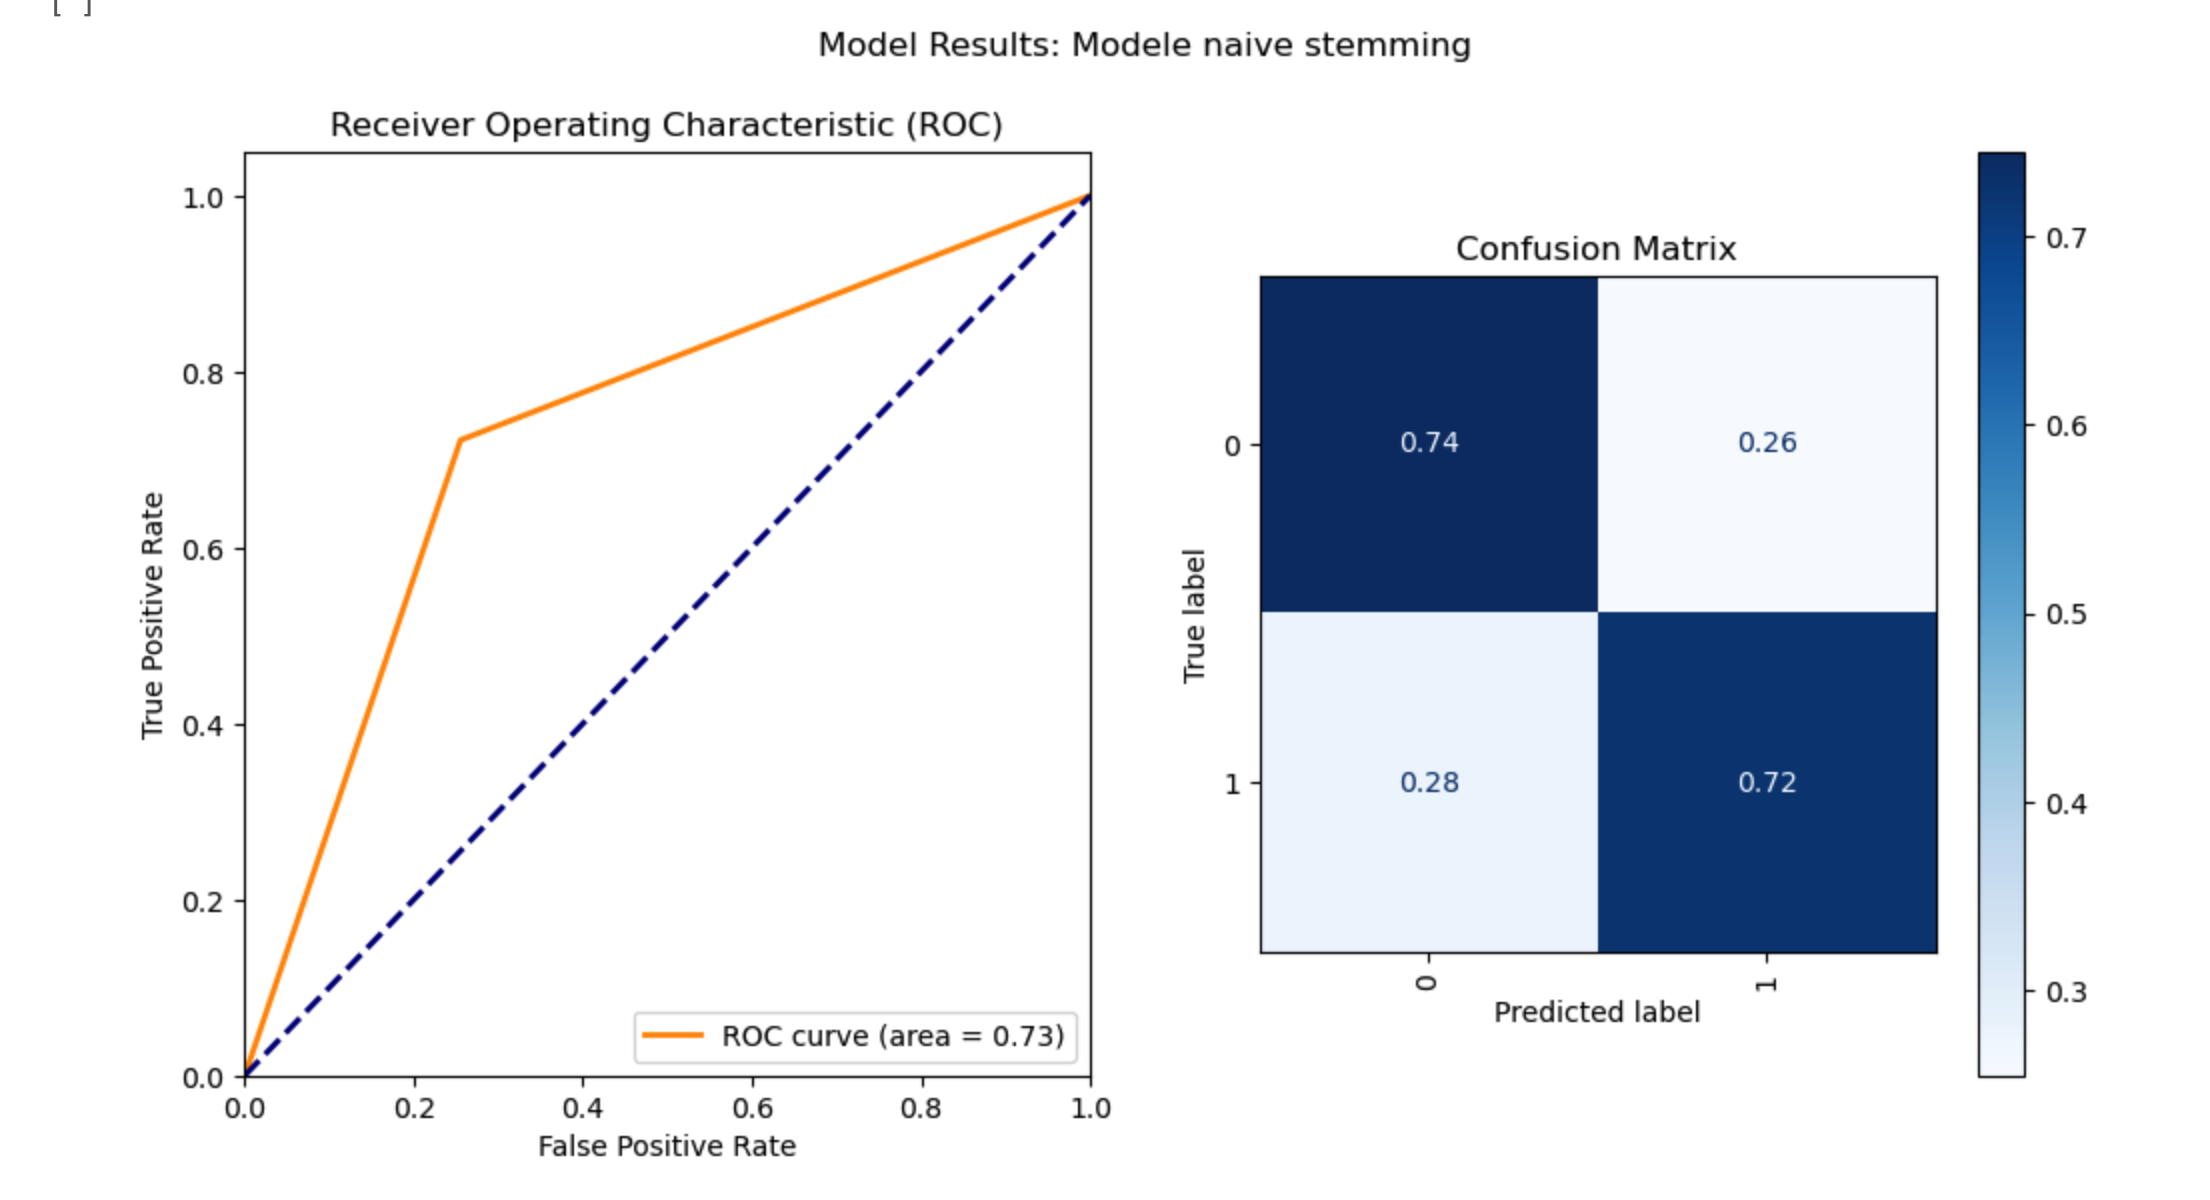 [ ]
Model Results: Modele naive stemming
Receiver Operating Characteristic (ROC)
1.0
0.8
0.6
0.4
0.2
0.0
True Positive Rate
0.0 0.2 0.4 0.6 0.8 1.0
False Positive Rate
ROC curve (area = 0.73)
Confusion Matrix
True label
0
1
0.74 0.26
0.28 0.72
0 1
Predicted label
0.7
0.6
0.5
0.4
0.3